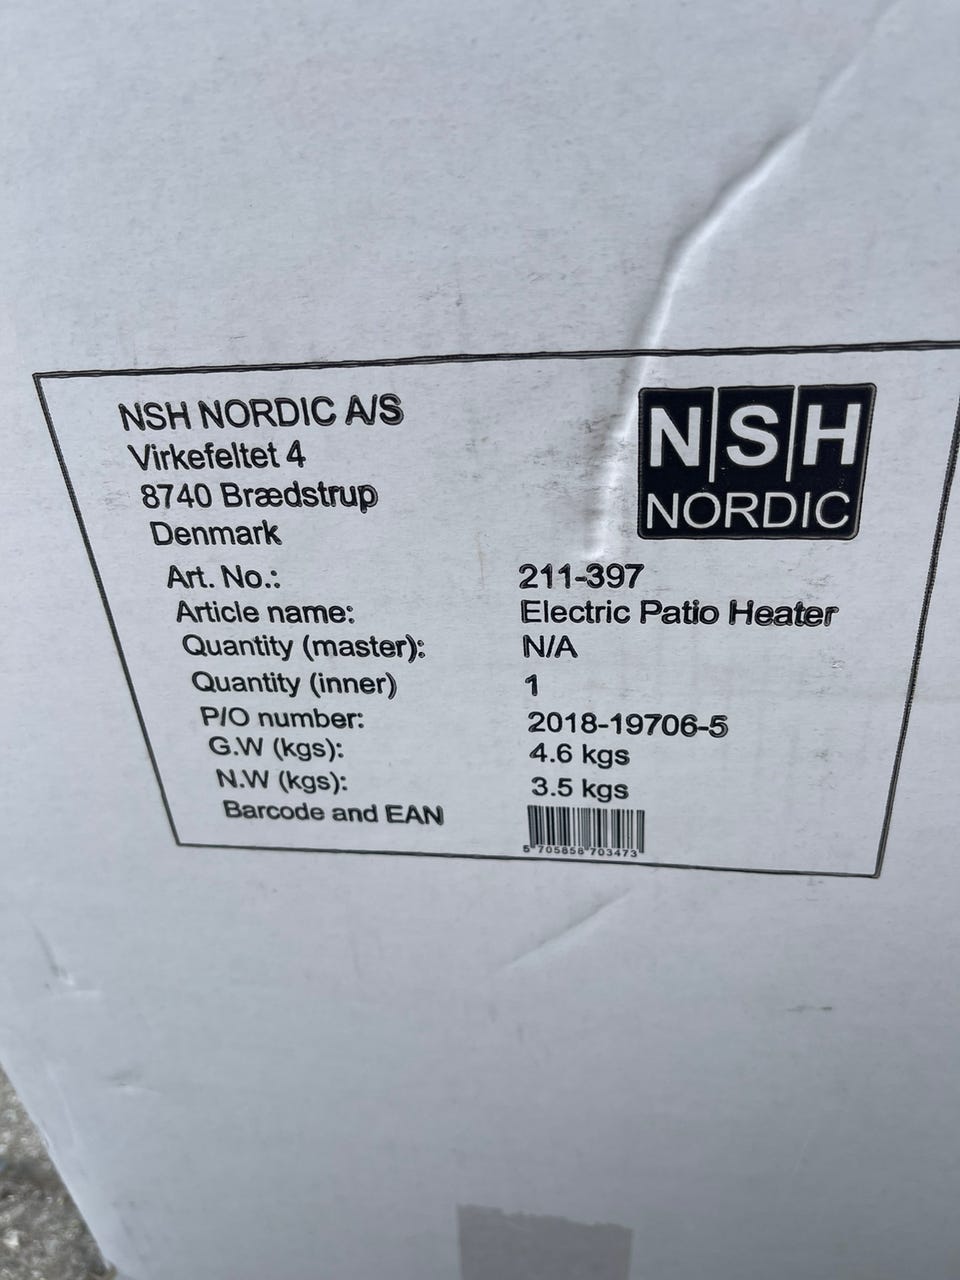 NSH NORDIC A/S
Virkefeltet 4
8740 Brædstrup
Denmark
NSH
NORDIC
Art. No.: 211-397
Article name: Electric Patio Heater
Quantity (master): N/A
Quantity (inner) 1
P/O number: 2018-19706-5
G.W (kgs): 4.6 kgs
N.W (kgs): 3.5 kgs
Barcode and EAN
5 705858 703473